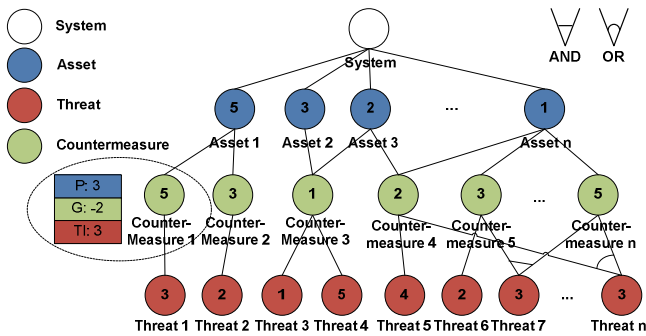 System
Asset
Threat
Countermeasure
AND OR
System
5 3 2 ... 1
Asset 1 Asset 2 Asset 3 Asset n
P: 3
G: -2
TI: 3
5 3 1 2 3 ... 5
Counter-
Measure 1
Counter-
Measure 2
Counter-
Measure 3
Counter-
measure 4
Counter-
measure 5
Counter-
measure n
3 2 1 5 4 2 3 ... 3
Threat 1 Threat 2 Threat 3 Threat 4 Threat 5 Threat 6 Threat 7 Threat n